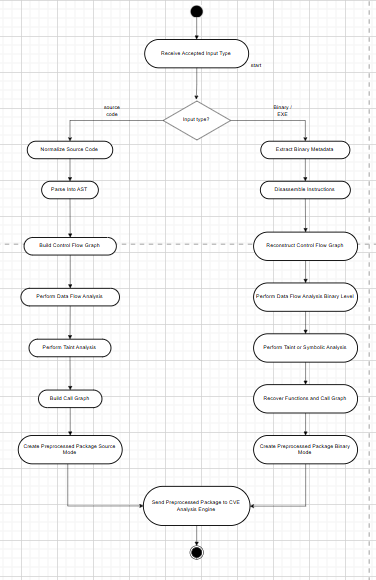 Receive Accepted Input Type
start
source
code
Input type?
Binary /
EXE
Normalize Source Code
Extract Binary Metadata
Parse Into AST
Disassemble Instructions
Build Control Flow Graph
Reconstruct Control Flow Graph
Perform Data Flow Analysis
Perform Data Flow Analysis Binary Level
Perform Taint Analysis
Perform Taint or Symbolic Analysis
Build Call Graph
Recover Functions and Call Graph
Create Preprocessed Package Source
Mode
Create Preprocessed Package Binary
Mode
Send Preprocessed Package to CVE
Analysis Engine